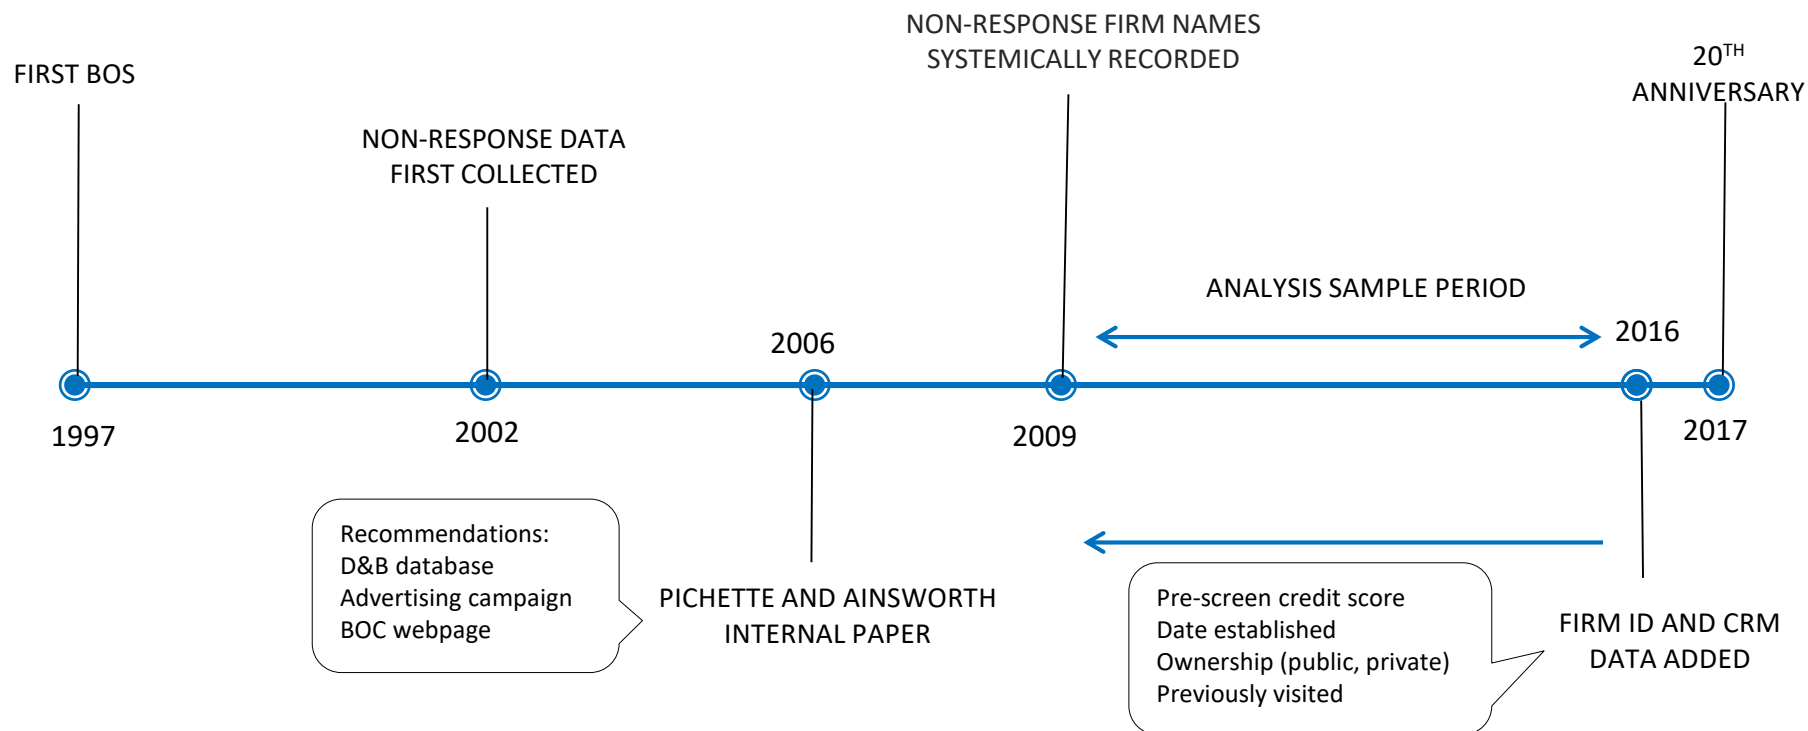 FIRST BOS
NON-RESPONSE DATA
FIRST COLLECTED
NON-RESPONSE FIRM NAMES
SYSTEMICALLY RECORDED
20TH
ANNIVERSARY
ANALYSIS SAMPLE PERIOD
2006
2016
1997
2002
2009
2017
Recommendations:
D&B database
Advertising campaign
BOC webpage
PICHETTE AND AINSWORTH
INTERNAL PAPER
Pre-screen credit score
Date established
Ownership (public, private)
Previously visited
FIRM ID AND CRM
DATA ADDED